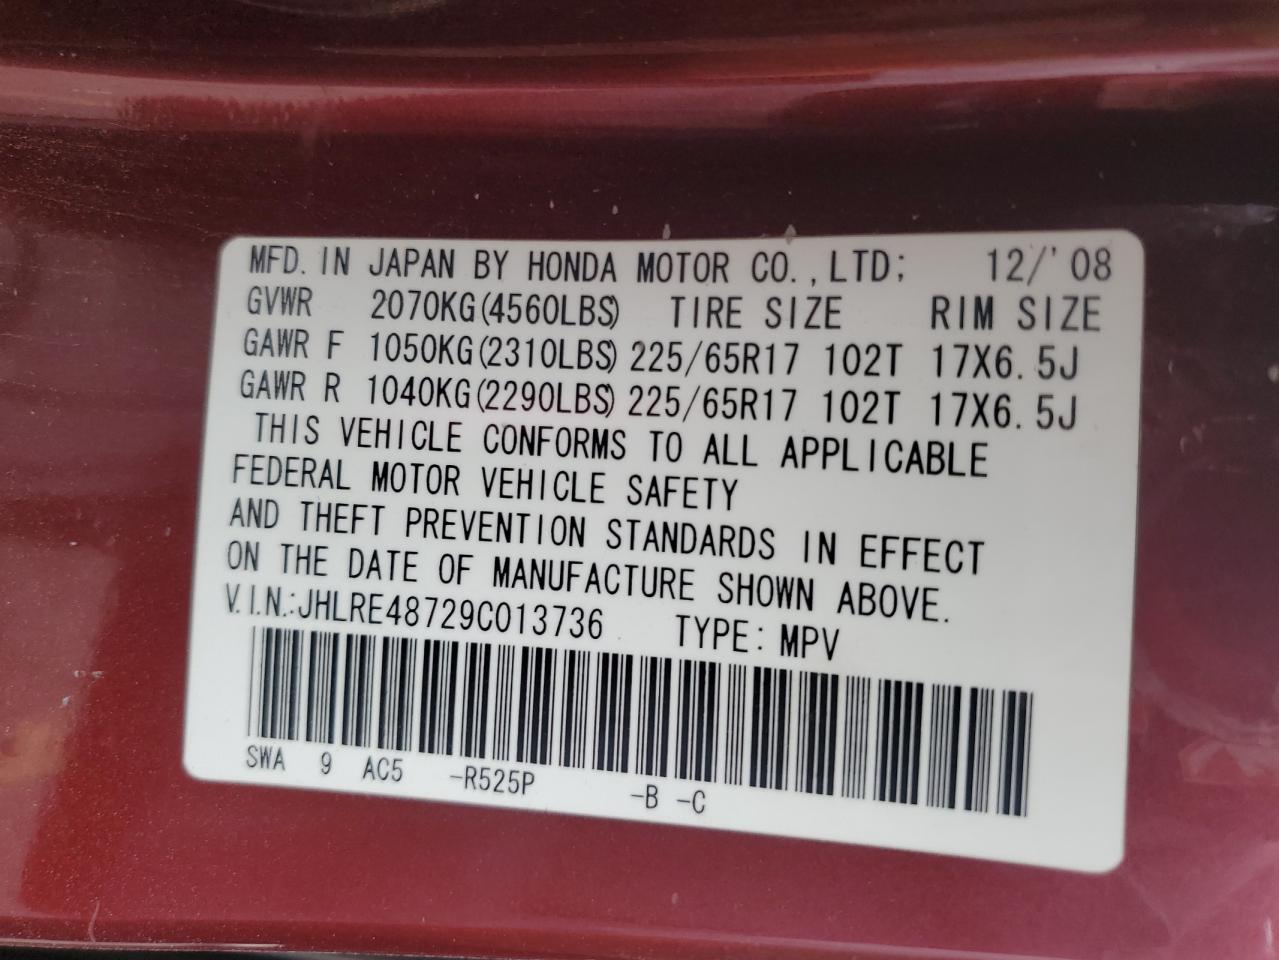 MFD. IN JAPAN BY HONDA MOTOR CO., LTD; 12/'08
GVWR 2070KG(4560LBS) TIRE SIZE RIM SIZE
GAWR F 1050KG(2310LBS) 225/65R17 102T 17X6.5J
GAWR R 1040KG(2290LBS) 225/65R17 102T 17X6.5J
THIS VEHICLE CONFORMS TO ALL APPLICABLE
FEDERAL MOTOR VEHICLE SAFETY
AND THEFT PREVENTION STANDARDS IN EFFECT
ON THE DATE OF MANUFACTURE SHOWN ABOVE.
V.I.N.:JHLRE48729C013736 TYPE: MPV
SWA 9 AC5 -R525P -B -C